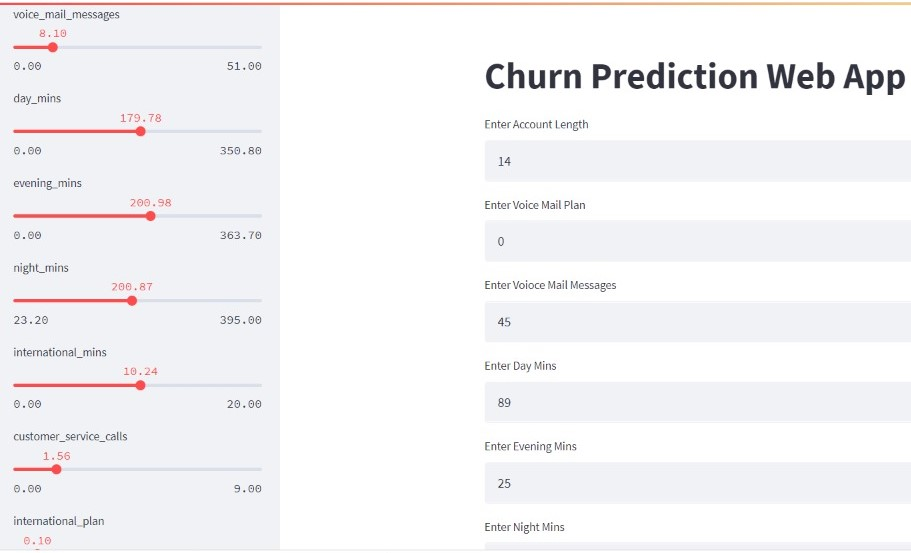 voice_mail_messages
8.10
0.00 51.00
day_mins
179.78
0.00 350.80
evening_mins
200.98
0.00 363.70
night_mins
200.87
23.20 395.00
international_mins
10.24
0.00 20.00
customer_service_calls
1.56
0.00 9.00
international_plan
0.10
Churn Prediction Web App
Enter Account Length
14
Enter Voice Mail Plan
0
Enter Voioce Mail Messages
45
Enter Day Mins
89
Enter Evening Mins
25
Enter Night Mins